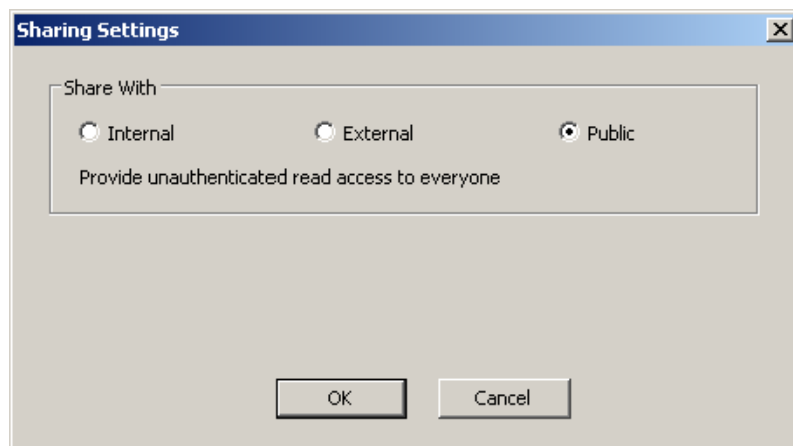 Sharing Settings
Share With
Internal External Public
Provide unauthenticated read access to everyone
OK Cancel